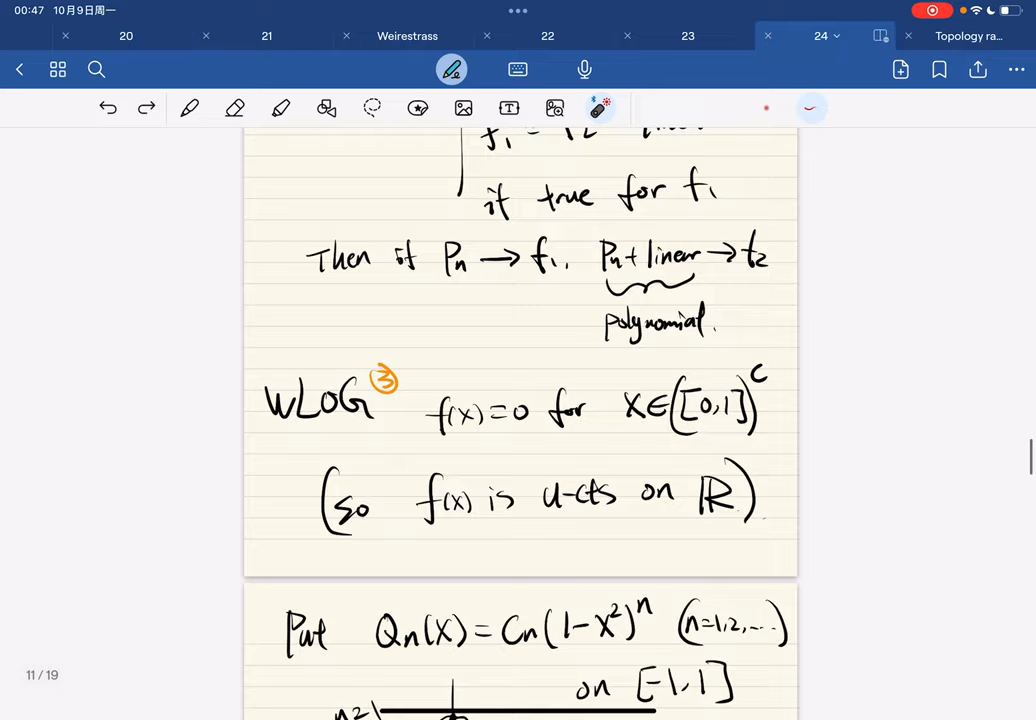 00:47 10月9日周一
20
21
Weirestrass
22
23
24
Topology ra...
it true for f₁
Then if Pn → f₁. Pn + linear → f₂
polynomial.
WLOG ③ f(x)=0 for x∈([0,1])ᶜ
(so f(x) is u-cts on ℝ).
Put Qn(x) = Cn(1-x²)ⁿ (n=1,2,...)
on [-1,1]
11 / 19